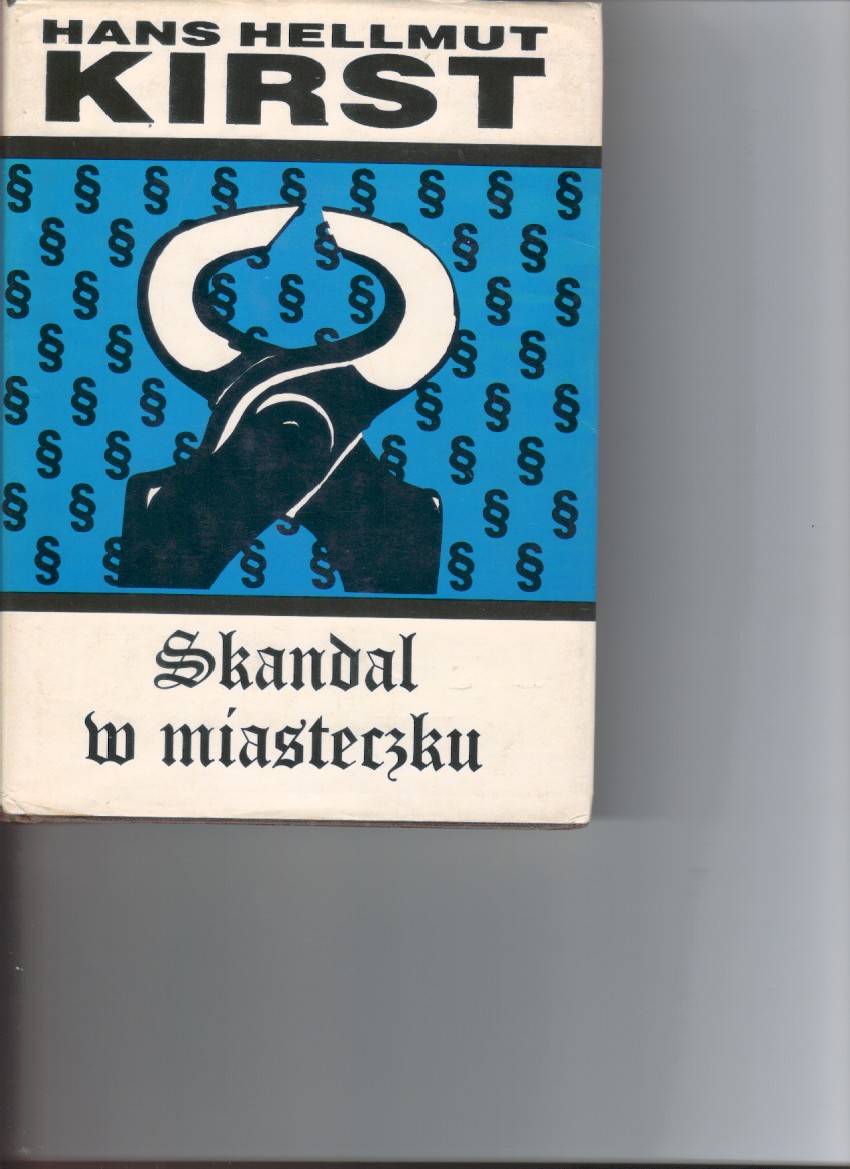 HANS HELLMUT
KIRST
Skandal
w miasteczku